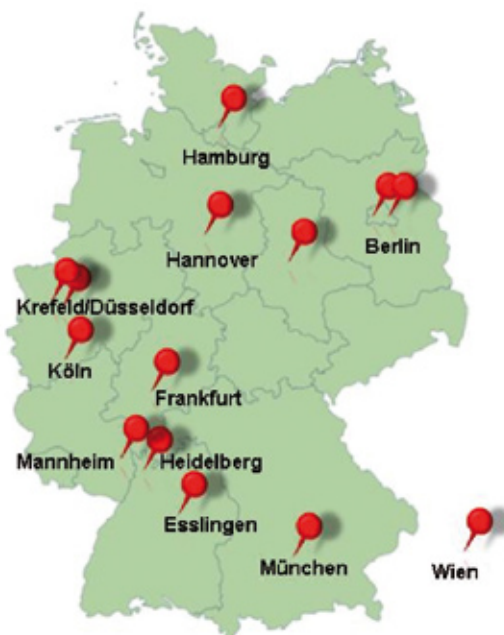 Hamburg
Hannover
Berlin
Krefeld/Düsseldorf
Köln
Frankfurt
Mannheim
Heidelberg
Esslingen
München
Wien